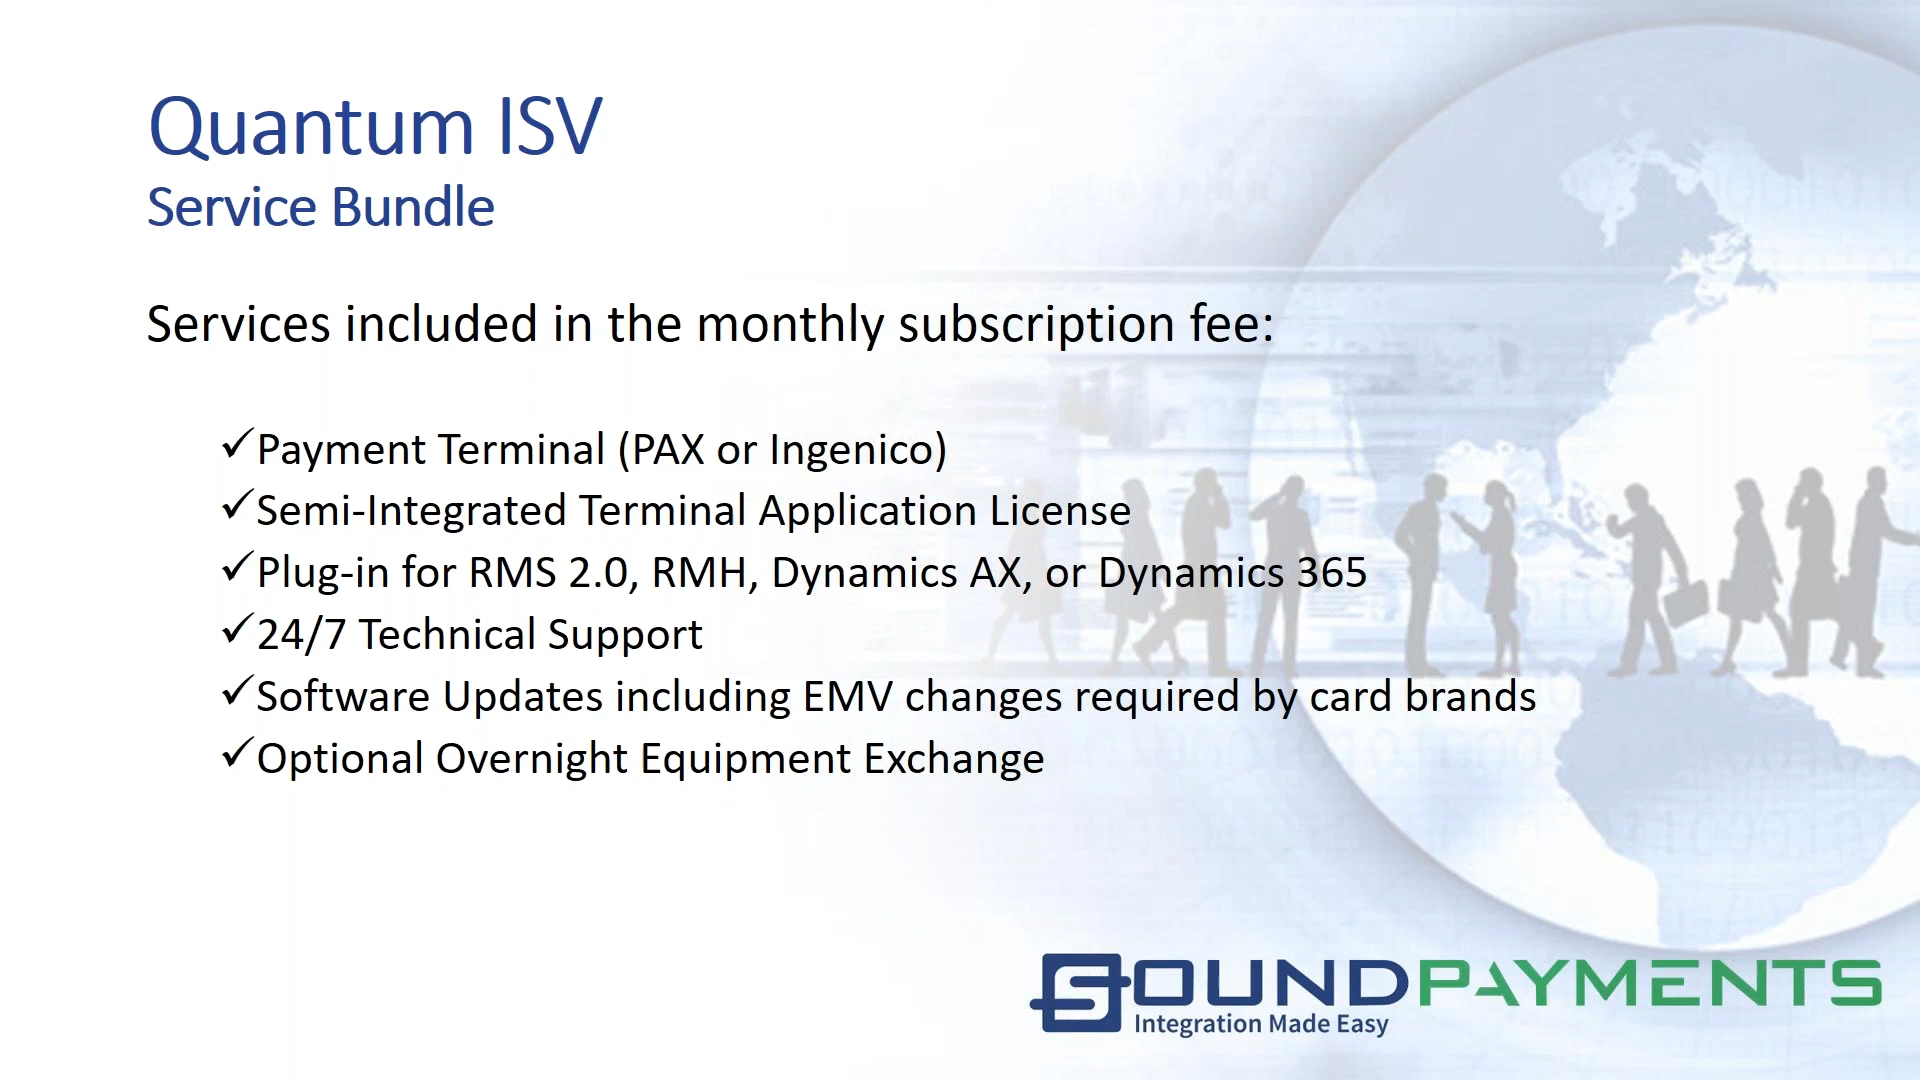 Quantum ISV
Service Bundle
Services included in the monthly subscription fee:
✓Payment Terminal (PAX or Ingenico)
✓Semi-Integrated Terminal Application License
✓Plug-in for RMS 2.0, RMH, Dynamics AX, or Dynamics 365
✓24/7 Technical Support
✓Software Updates including EMV changes required by card brands
✓Optional Overnight Equipment Exchange
SOUNDPAYMENTS
Integration Made Easy